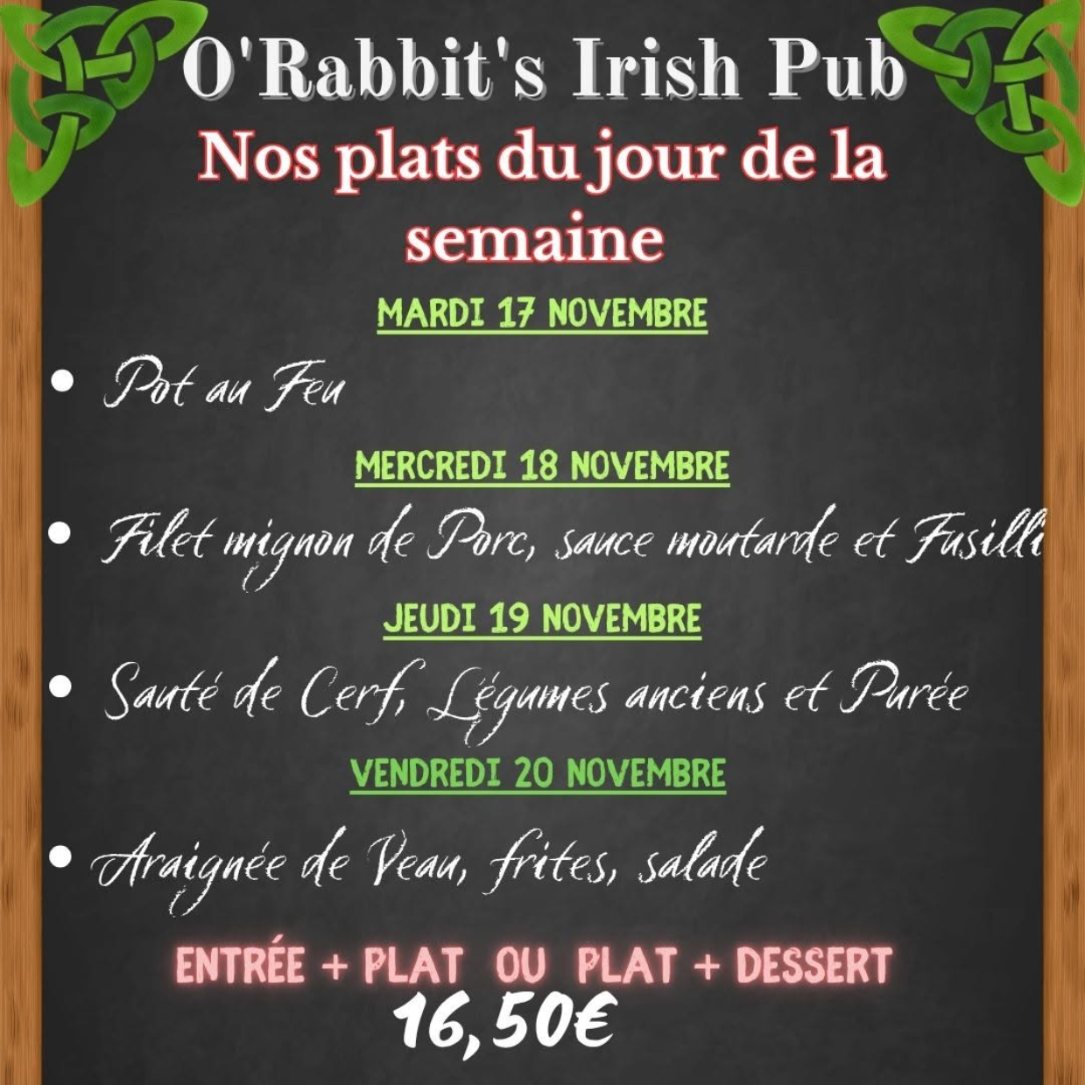 O'Rabbit's Irish Pub
Nos plats du jour de la
semaine
MARDI 17 NOVEMBRE
• Pot au Feu
MERCREDI 18 NOVEMBRE
• Filet mignon de Porc, sauce moutarde et Fusilli
JEUDI 19 NOVEMBRE
• Sauté de Cerf, Légumes anciens et Purée
VENDREDI 20 NOVEMBRE
• Araignée de Veau, frites, salade
ENTRÉE + PLAT OU PLAT + DESSERT
16,50€